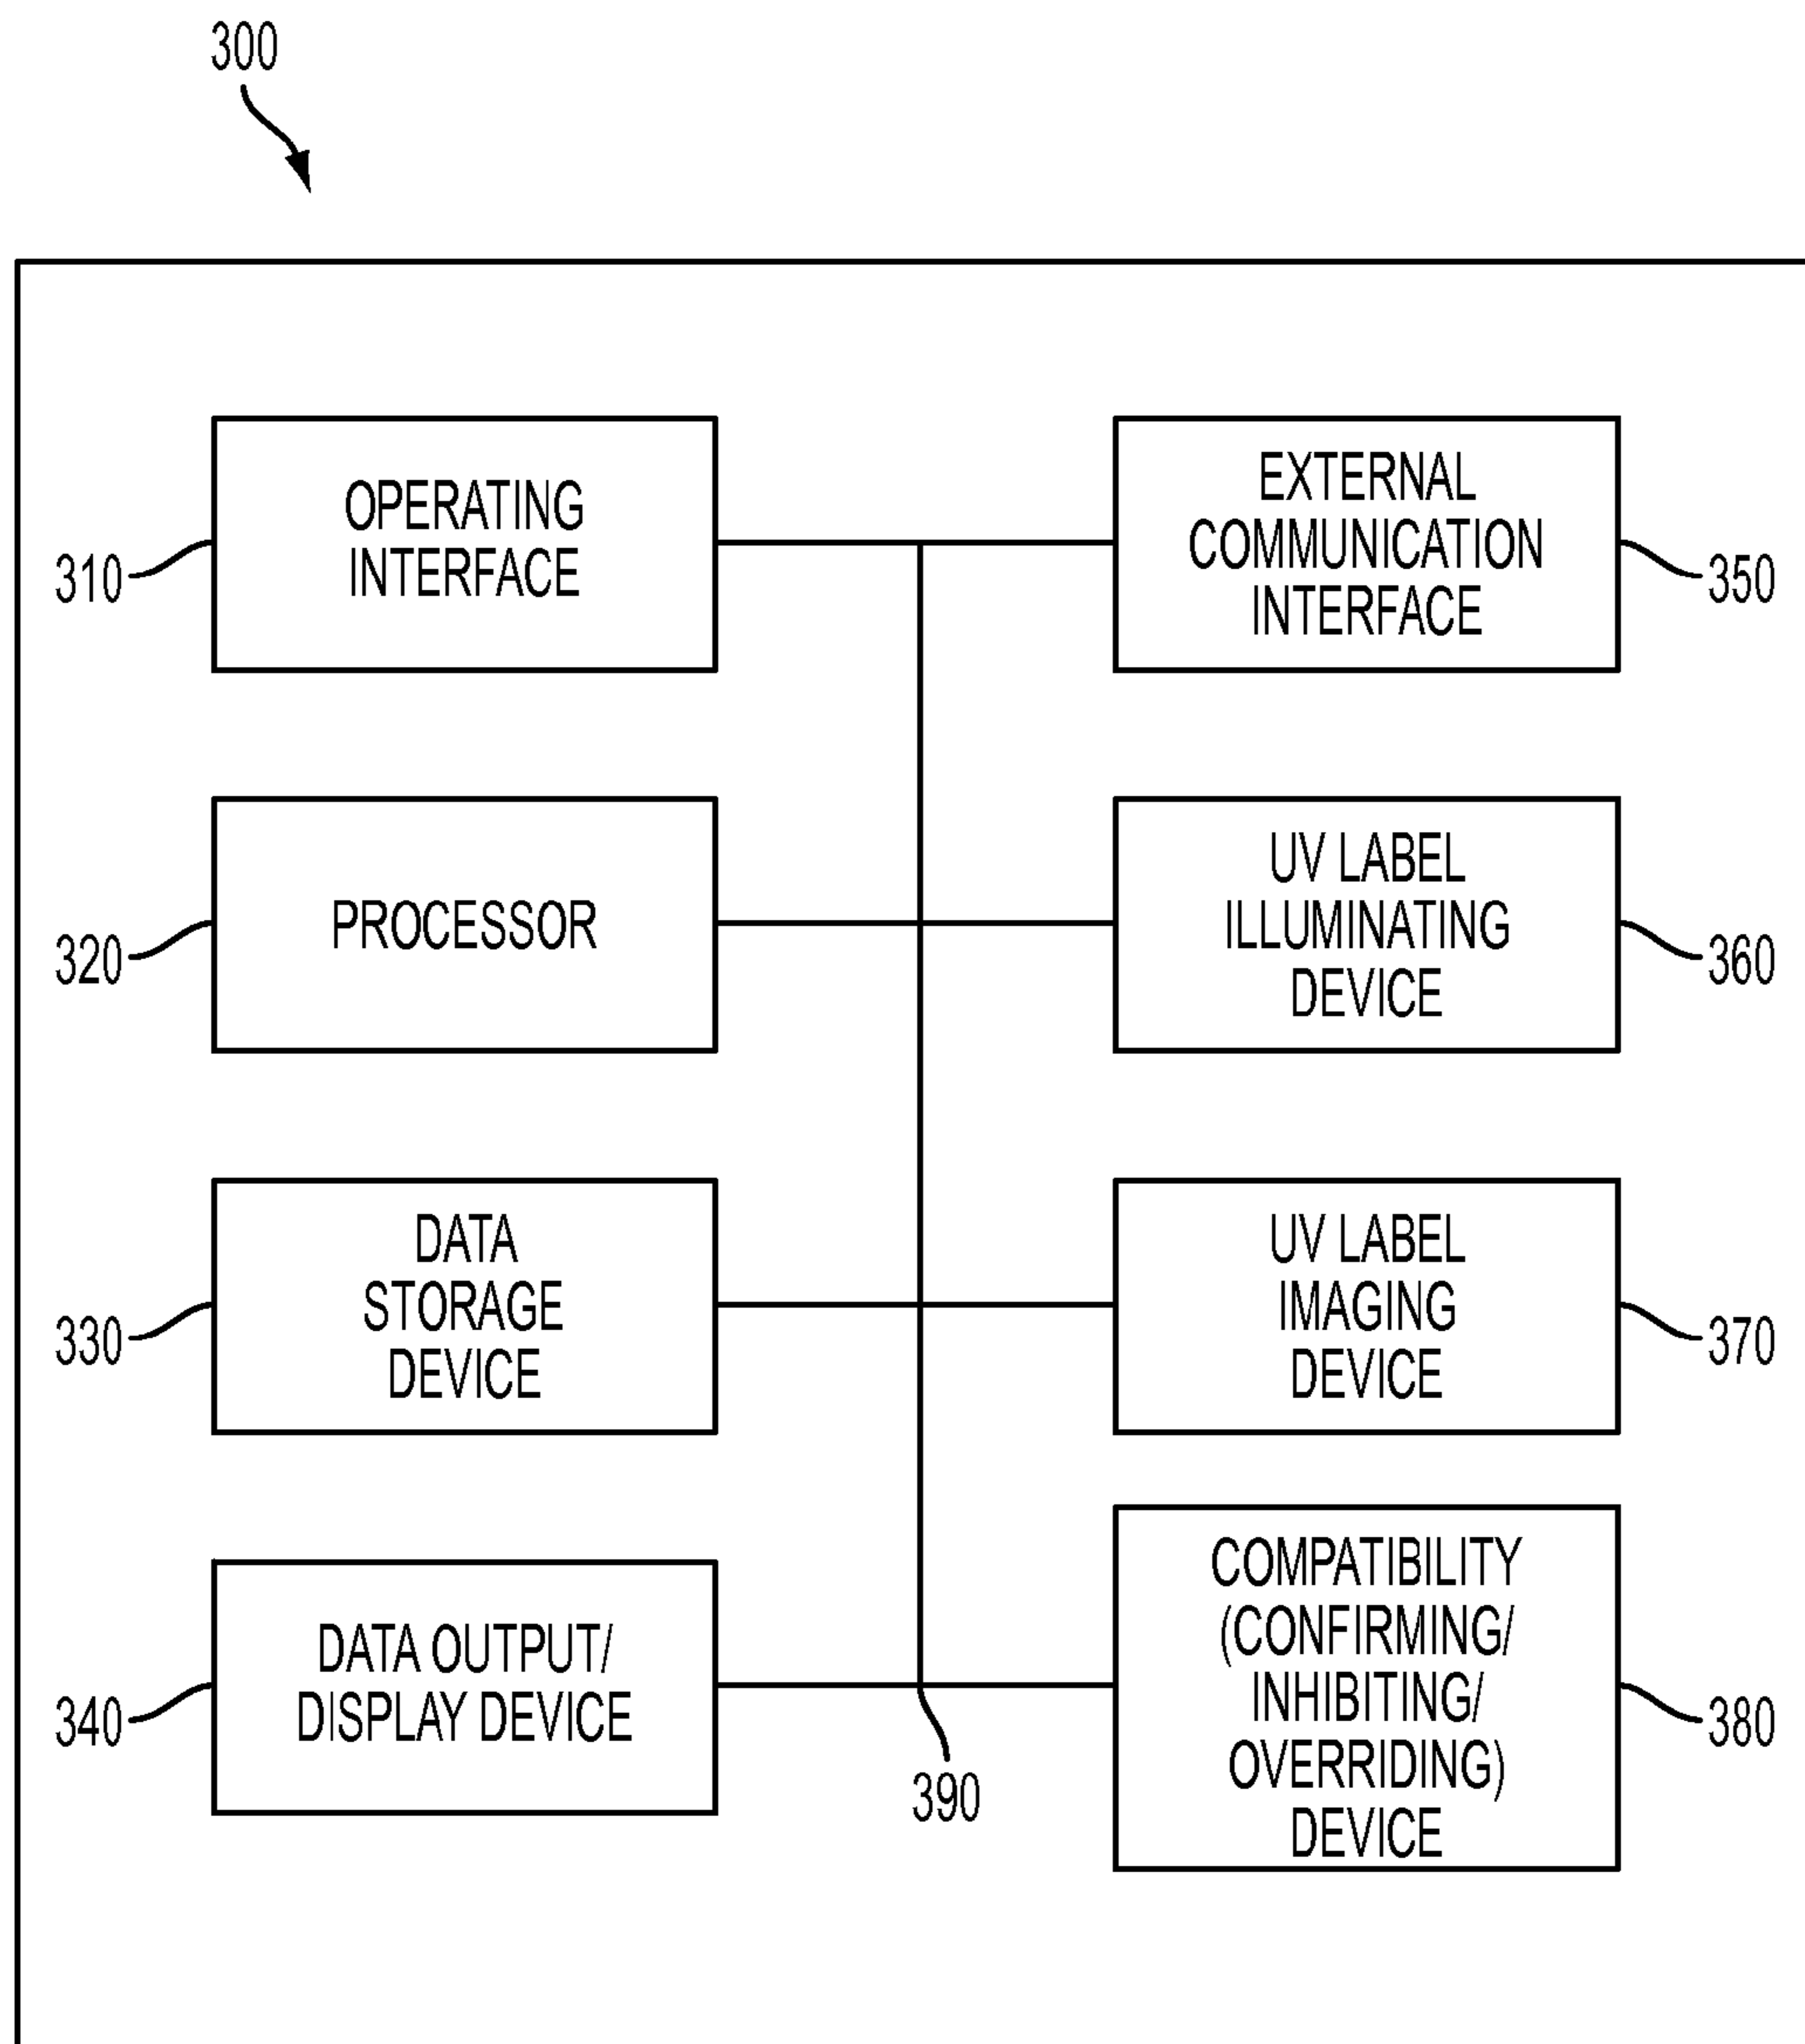 300
OPERATING
INTERFACE
310
EXTERNAL
COMMUNICATION
INTERFACE
350
PROCESSOR
320
UV LABEL
ILLUMINATING
DEVICE
360
DATA
STORAGE
DEVICE
330
UV LABEL
IMAGING
DEVICE
370
DATA OUTPUT/
DISPLAY DEVICE
340
390
COMPATIBILITY
(CONFIRMING/
INHIBITING/
OVERRIDING)
DEVICE
380